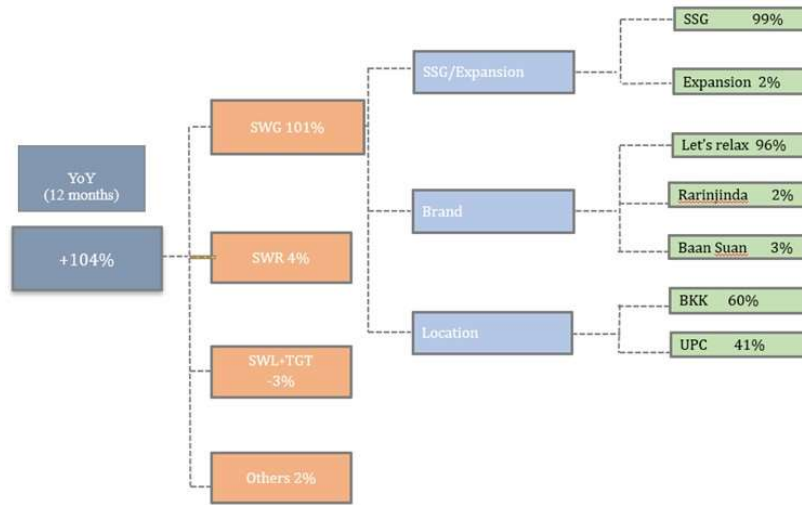 YoY
(12 months)
+104%
SWG 101%
SWR 4%
SWL+TGT
-3%
Others 2%
SSG/Expansion
Brand
Location
SSG 99%
Expansion 2%
Let's relax 96%
Rarinjinda 2%
Baan Suan 3%
BKK 60%
UPC 41%